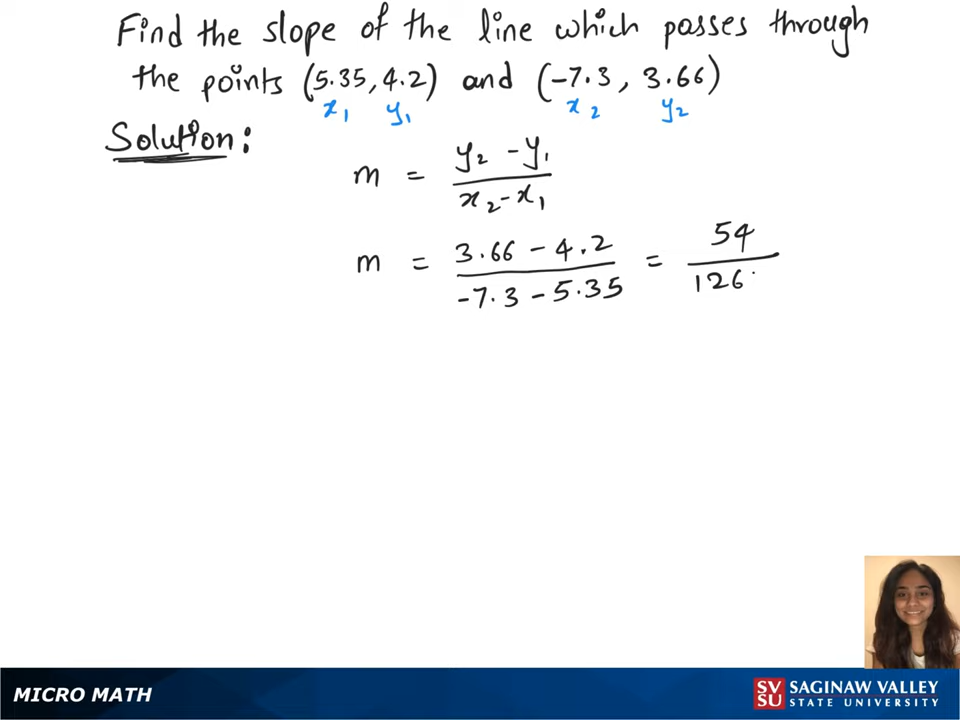 Find the slope of the line which passes through
the points (5.35, 4.2) and (-7.3, 3.66)
x₁ y₁ x₂ y₂
Solution:
m = y₂ - y₁ / x₂ - x₁
m = 3.66 - 4.2 / -7.3 - 5.35 = 54 / 126
MICRO MATH
SVSU SAGINAW VALLEY
STATE UNIVERSITY